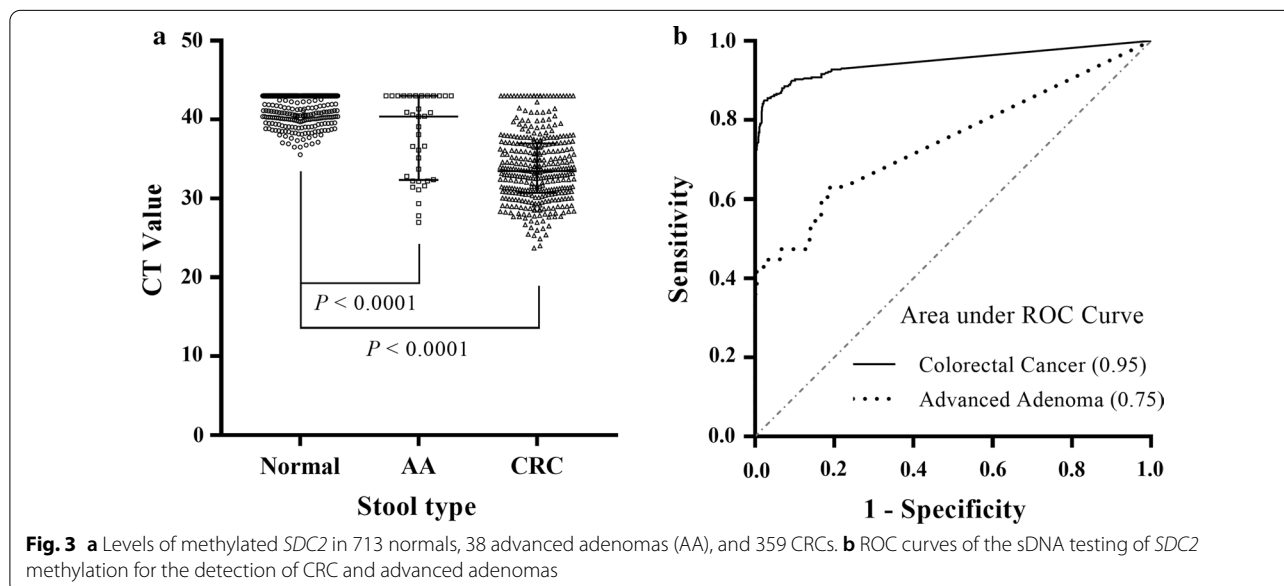 a
50
40
30
20
10
0
CT Value
P < 0.0001
P < 0.0001
Normal AA CRC
Stool type
b
1.0
0.8
0.6
0.4
0.2
0.0
Sensitivity
Area under ROC Curve
Colorectal Cancer (0.95)
Advanced Adenoma (0.75)
0.0 0.2 0.4 0.6 0.8 1.0
1 - Specificity
Fig. 3 a Levels of methylated SDC2 in 713 normals, 38 advanced adenomas (AA), and 359 CRCs. b ROC curves of the sDNA testing of SDC2
methylation for the detection of CRC and advanced adenomas